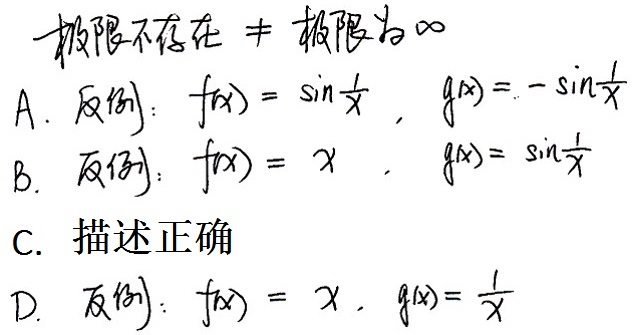 极限不存在 ≠ 极限为∞
A. 反例: f(x) = sin 1/x , g(x) = - sin 1/x
B. 反例: f(x) = x , g(x) = sin 1/x
C. 描述正确
D. 反例: f(x) = x . g(x) = 1/x